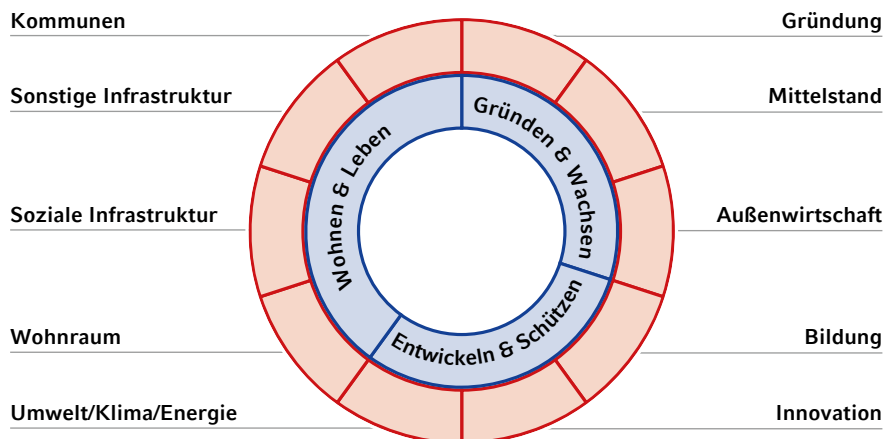 Kommunen
Gründung
Sonstige Infrastruktur
Mittelstand
Soziale Infrastruktur
Außenwirtschaft
Wohnraum
Bildung
Umwelt/Klima/Energie
Innovation
Wohnen & Leben
Gründen & Wachsen
Entwickeln & Schützen